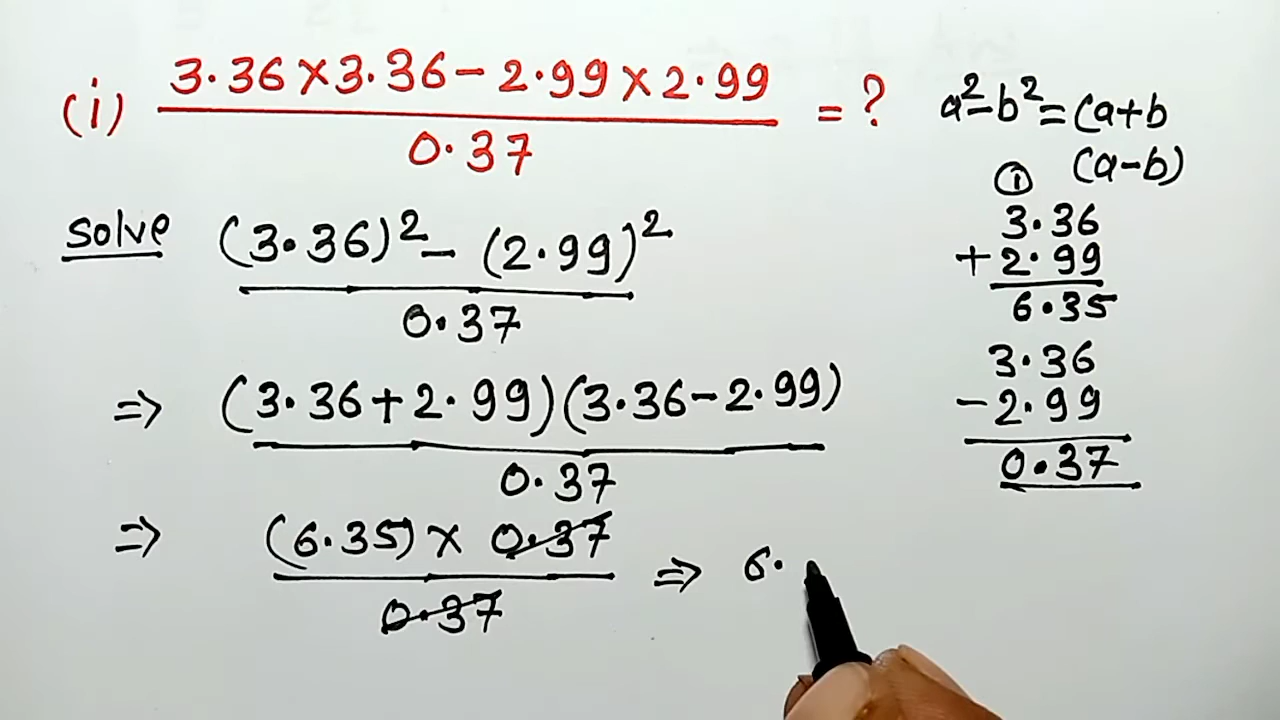 (i) 3.36×3.36-2.99×2.99
0.37
= ?
Solve (3.36)²-(2.99)²
0.37
⇒ (3.36+2.99)(3.36-2.99)
0.37
⇒ (6.35)× 0.37
0.37
⇒ 6.
a²-b²=(a+b
(a-b)
①
3.36
+2.99
6.35
3.36
-2.99
0.37